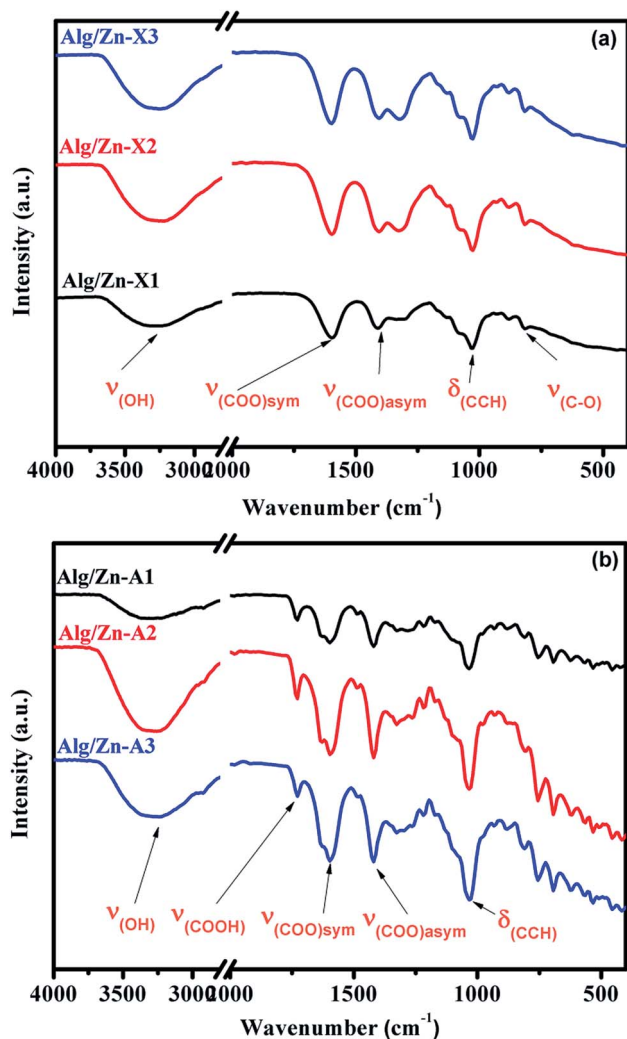 (a)
Alg/Zn-X3
Alg/Zn-X2
Alg/Zn-X1
ν(OH)
ν(COO)sym
ν(COO)asym
δ(CCH)
ν(C-O)
Intensity (a.u.)
4000 3500 3000 2000 1500 1000 500
Wavenumber (cm⁻¹)
(b)
Alg/Zn-A1
Alg/Zn-A2
Alg/Zn-A3
ν(OH)
ν(COOH)
ν(COO)sym
ν(COO)asym
δ(CCH)
Intensity (a.u.)
4000 3500 3000 2000 1500 1000 500
Wavenumber (cm⁻¹)